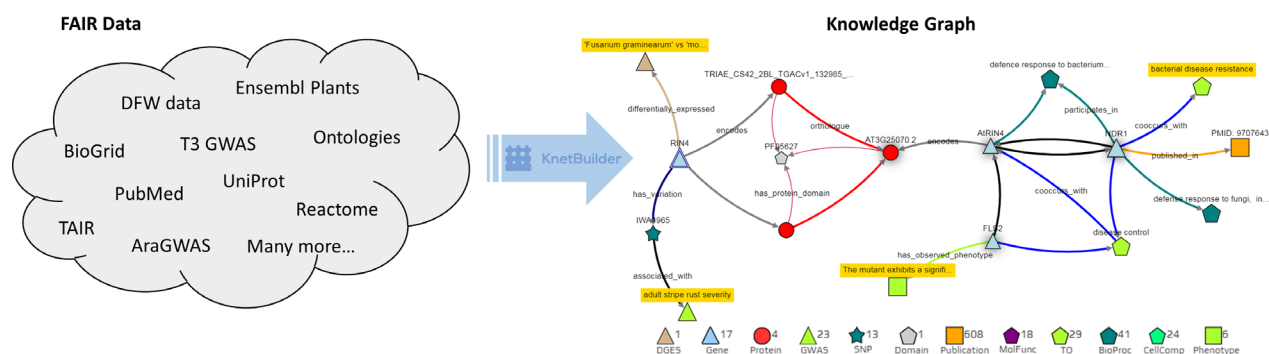 FAIR Data
DFW data
Ensembl Plants
T3 GWAS
Ontologies
BioGrid
UniProt
PubMed
Reactome
TAIR
AraGWAS
Many more...
KnetBuilder
Knowledge Graph
'Fusarium graminearum' vs 'mo...
TRIAE_CS42_2BL_TGACv1_132985_...
differentially_expressed
encodes
orthologue
RIN4
PF05627
AT3G25070.2
has_variation
has_protein_domain
IWA4965
associated_with
adult stripe rust severity
defence response to bacterium...
bacterial disease resistance
participates_in
cooccurs_with
encodes
AtRIN4
NDR1
PMID: 9707643
published_in
cooccurs_with
defense response to fungi, in...
FLS2
disease control
has_observed_phenotype
The mutant exhibits a signifi...
1 17 4 23 13 1 608 18 29 41 24 6
DGES Gene Protein GWAS SNP Domain Publication MolFunc TO BioProc CellComp Phenotype